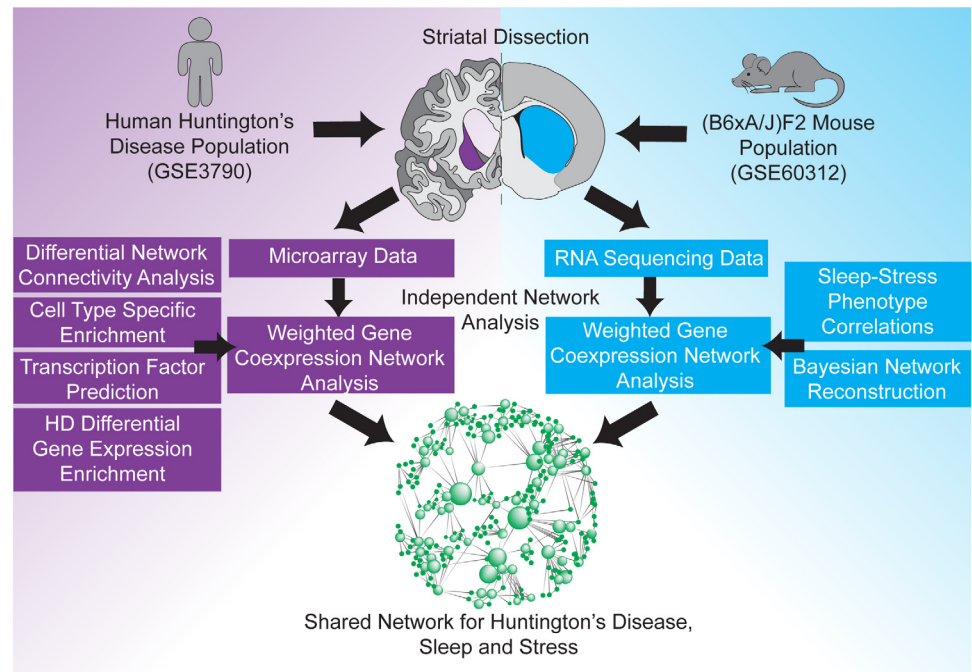 Striatal Dissection
Human Huntington's
Disease Population
(GSE3790)
(B6xA/J)F2 Mouse
Population
(GSE60312)
Differential Network
Connectivity Analysis
Cell Type Specific
Enrichment
Transcription Factor
Prediction
HD Differential
Gene Expression
Enrichment
Microarray Data
Weighted Gene
Coexpression Network
Analysis
Independent Network
Analysis
RNA Sequencing Data
Weighted Gene
Coexpression Network
Analysis
Sleep-Stress
Phenotype
Correlations
Bayesian Network
Reconstruction
Shared Network for Huntington's Disease,
Sleep and Stress